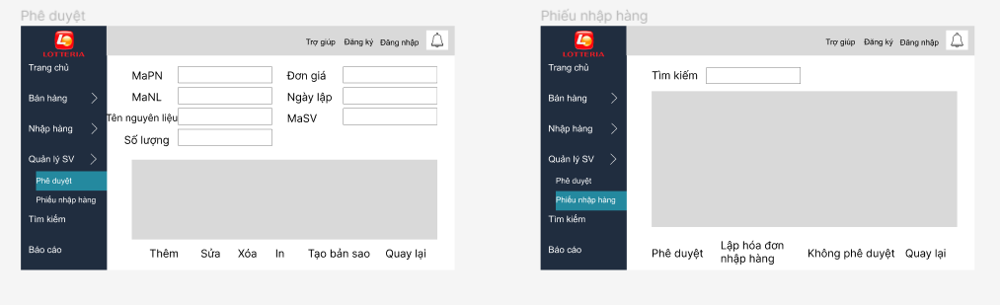 Phê duyệt
LOTTERIA
Trợ giúp Đăng ký Đăng nhập
Trang chủ
Bán hàng
Nhập hàng
Quản lý SV
Phê duyệt
Phiếu nhập hàng
Tìm kiếm
Báo cáo
MaPN
Đơn giá
MaNL
Ngày lập
Tên nguyên liệu
MaSV
Số lượng
Thêm Sửa Xóa In Tạo bản sao Quay lại
Phiếu nhập hàng
LOTTERIA
Trợ giúp Đăng ký Đăng nhập
Trang chủ
Bán hàng
Nhập hàng
Quản lý SV
Phê duyệt
Phiếu nhập hàng
Tìm kiếm
Báo cáo
Tìm kiếm
Phê duyệt
Lập hóa đơn
nhập hàng
Không phê duyệt
Quay lại